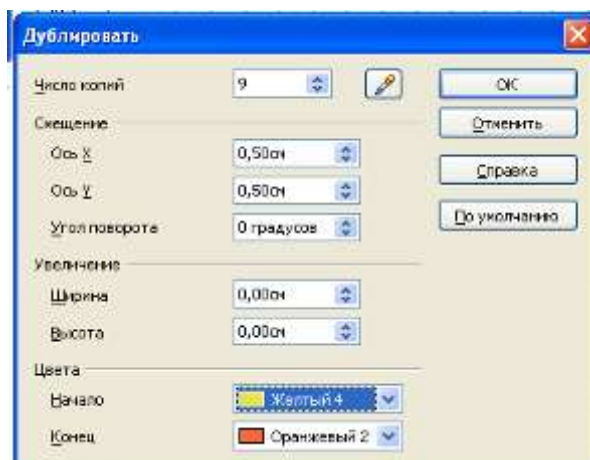 Дублировать
Число копий 9
ОК
Смещение
Отменить
Ось X 0,50см
Справка
Ось Y 0,50см
По умолчанию
Угол поворота 0 градусов
Увеличение
Ширина 0,00см
Высота 0,00см
Цвета
Начало Желтый 4
Конец Оранжевый 2